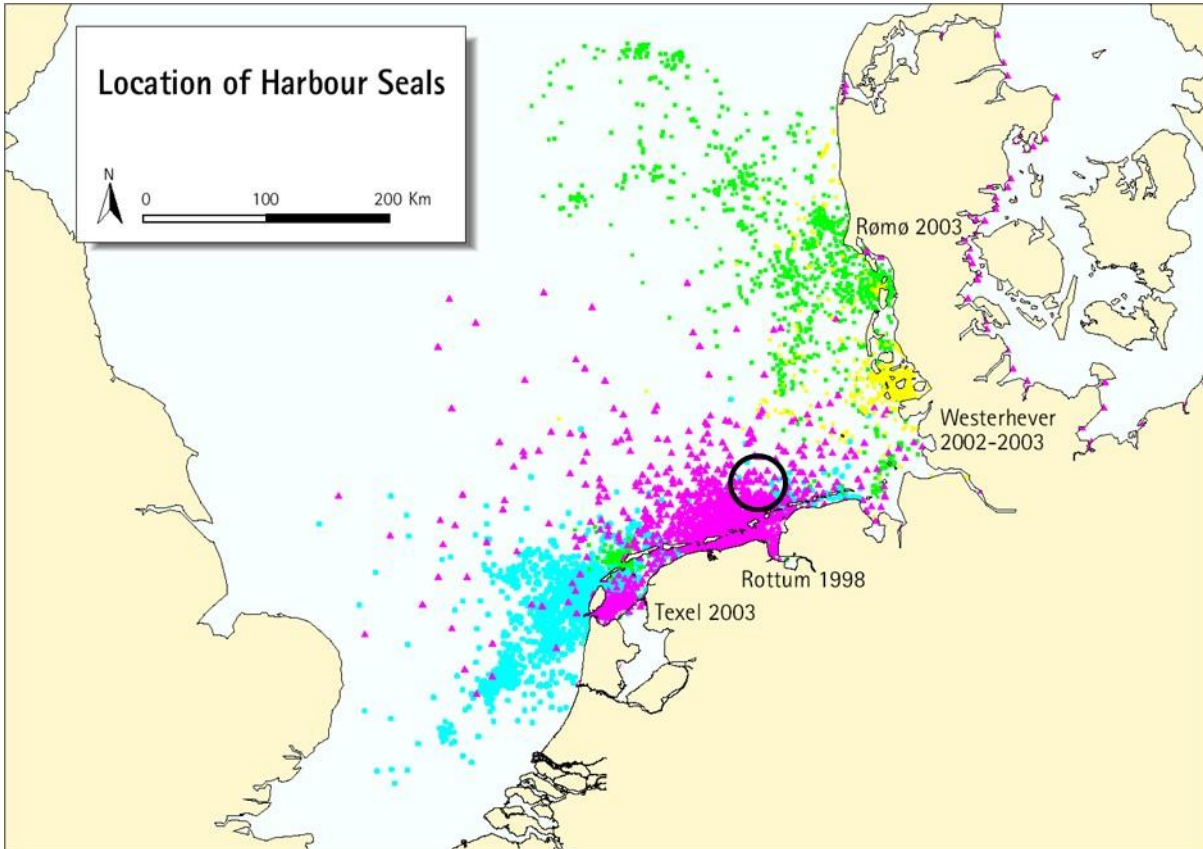 Location of Harbour Seals
N
0 100 200 Km
Rømø 2003
Westerhever
2002-2003
Rottum 1998
Texel 2003